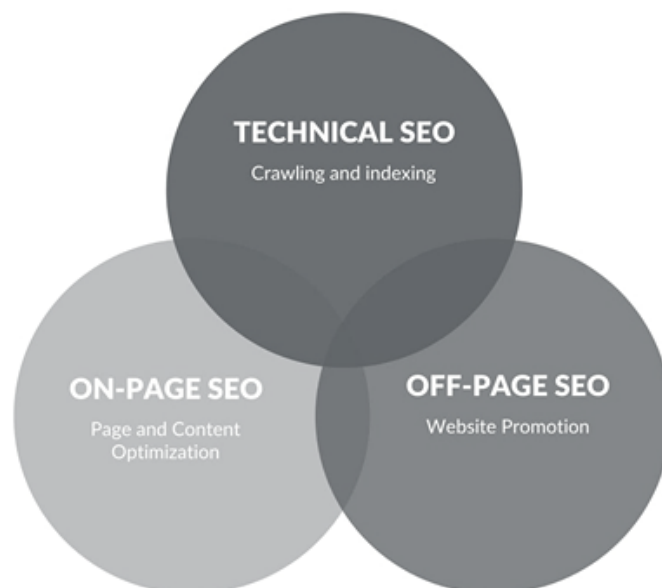 TECHNICAL SEO
Crawling and indexing
ON-PAGE SEO
Page and Content
Optimization
OFF-PAGE SEO
Website Promotion